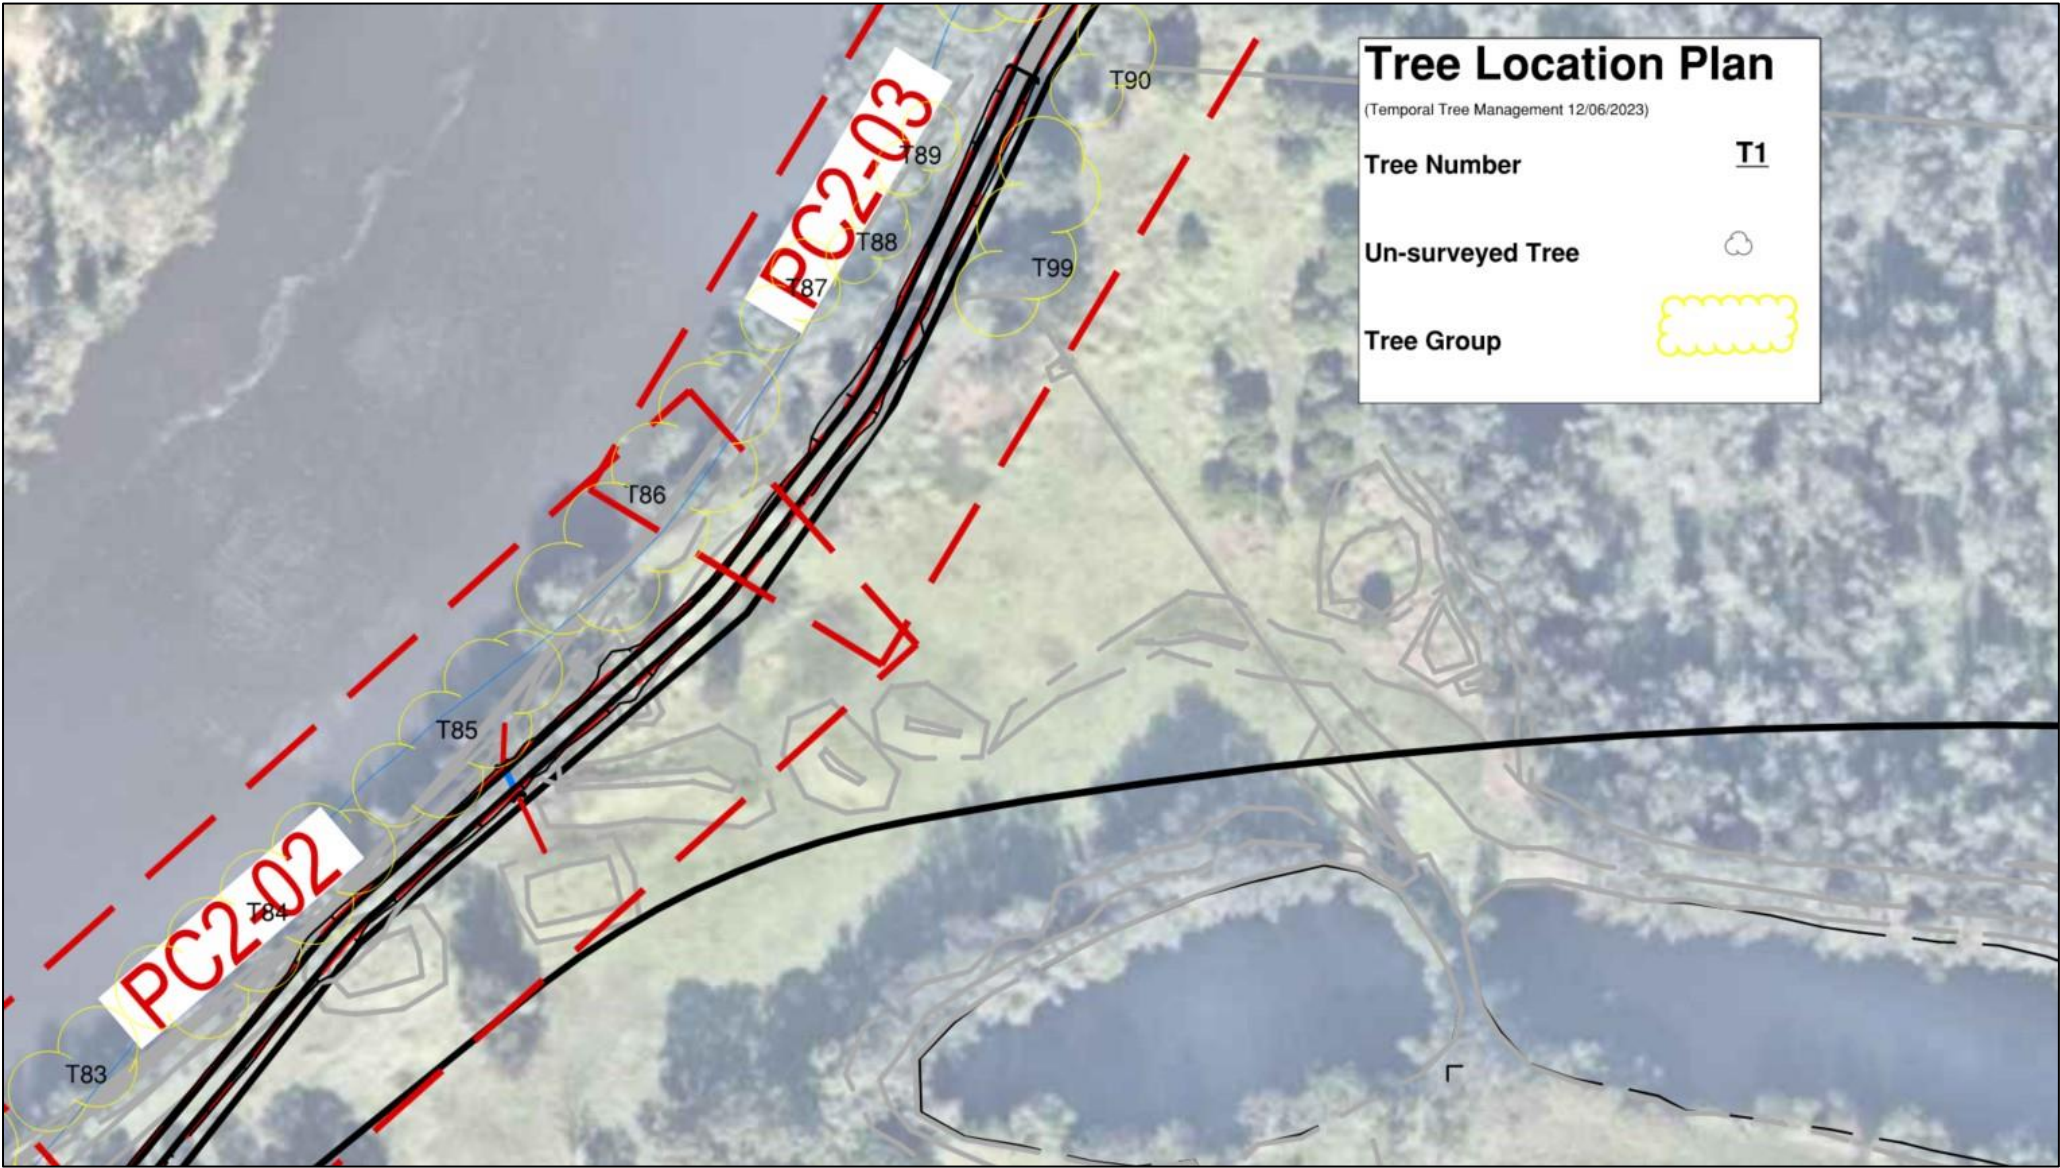 Tree Location Plan
(Temporal Tree Management 12/06/2023)
Tree Number T1
Un-surveyed Tree
Tree Group
T90
PC2-03
T89
T88
T87
T99
T86
T85
PC2-02
T84
T83